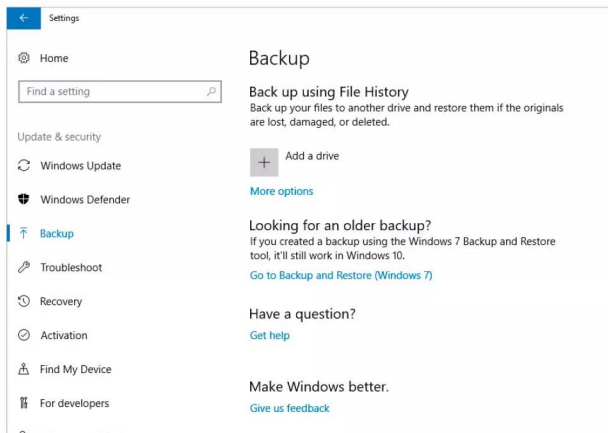 Settings
Home
Find a setting
Update & security
Windows Update
Windows Defender
Backup
Troubleshoot
Recovery
Activation
Find My Device
For developers
Backup
Back up using File History
Back up your files to another drive and restore them if the originals
are lost, damaged, or deleted.
Add a drive
More options
Looking for an older backup?
If you created a backup using the Windows 7 Backup and Restore
tool, it'll still work in Windows 10.
Go to Backup and Restore (Windows 7)
Have a question?
Get help
Make Windows better.
Give us feedback